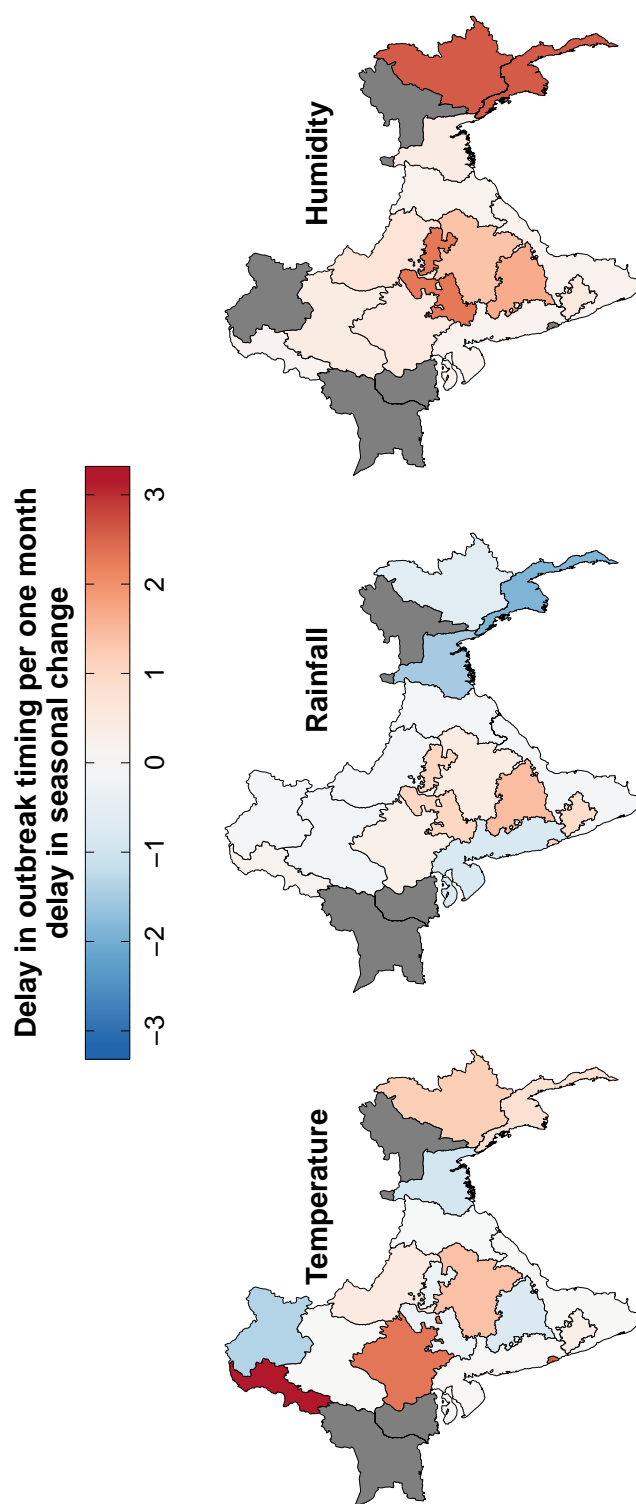 Delay in outbreak timing per one month
delay in seasonal change
−3 −2 −1 0 1 2 3
Temperature Rainfall Humidity